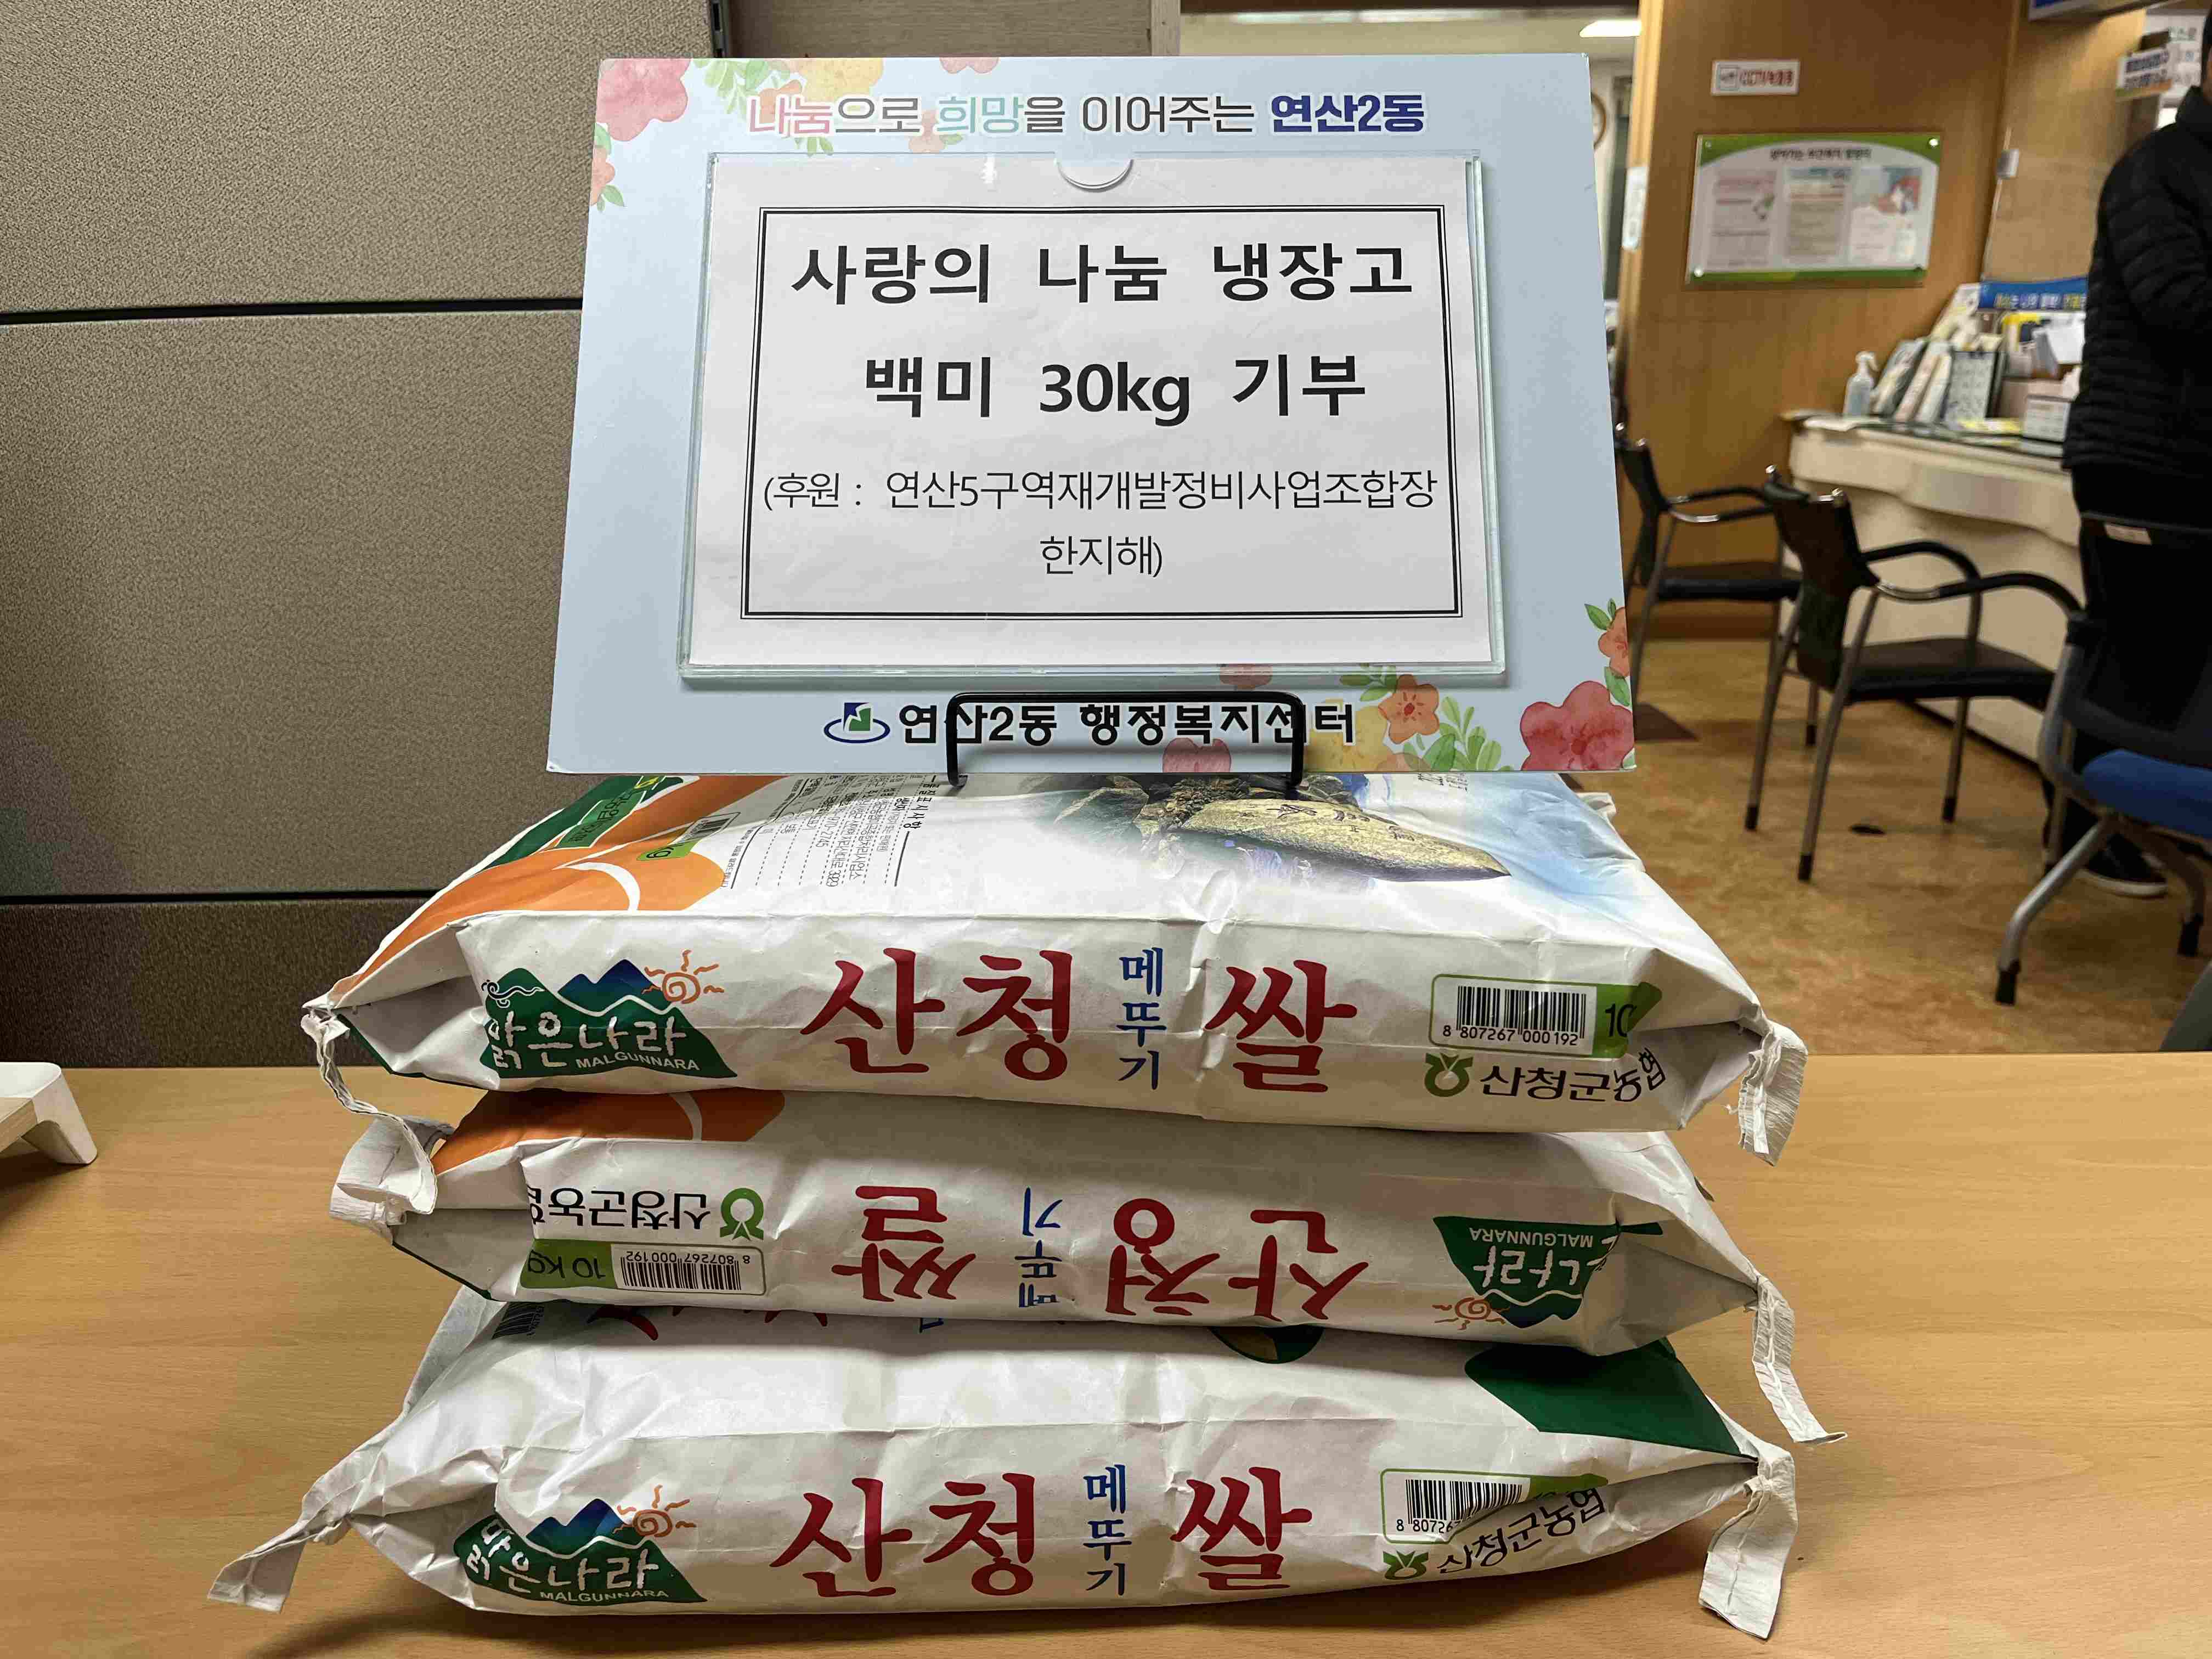 나눔으로 희망을 이어주는 연산2동
사랑의 나눔 냉장고
백미 30kg 기부
(후원 : 연산5구역재개발정비사업조합장
한지해)
연산2동 행정복지센터
맑은나라
MALGUNNARA
산청 메뚜기 쌀
8 807267 000192
10
산청군농협
산청군농협
10 KG
8 807267 000192
산청 메뚜기 쌀
나라
MALGUNNARA
맑은나라
MALGUNNARA
산청 메뚜기 쌀
8 80726
산청군농협